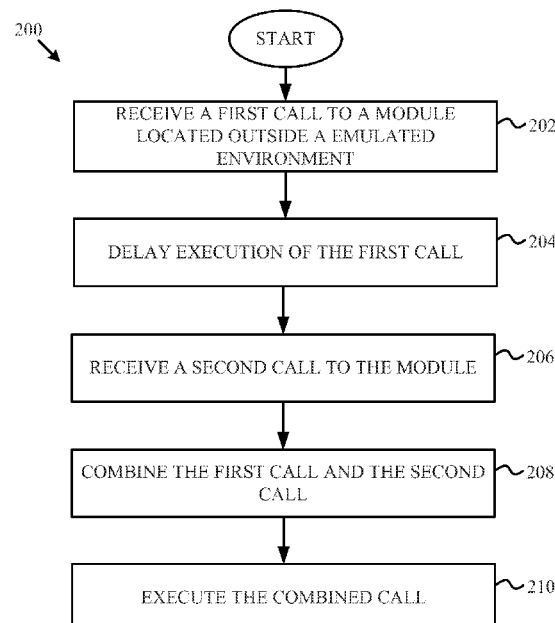 200
START
RECEIVE A FIRST CALL TO A MODULE
LOCATED OUTSIDE A EMULATED
ENVIRONMENT
202
DELAY EXECUTION OF THE FIRST CALL
204
RECEIVE A SECOND CALL TO THE MODULE
206
COMBINE THE FIRST CALL AND THE SECOND
CALL
208
EXECUTE THE COMBINED CALL
210